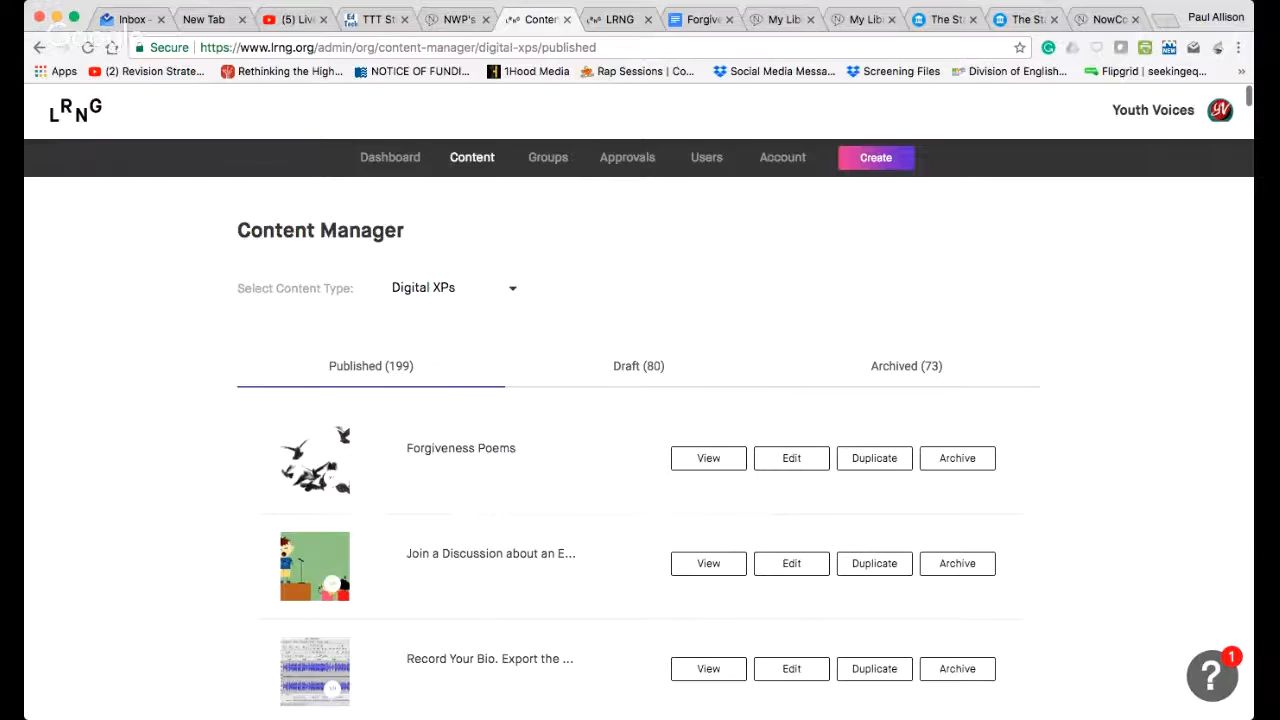 Inbox -
New Tab
(5) Live
TTT St
NWP's
Conten
LRNG
Forgive
My Lib
My Lib
The St
The St
NowCo
Paul Allison
Secure
https://www.lrng.org/admin/org/content-manager/digital-xps/published
Apps
(2) Revision Strate...
Rethinking the High...
NOTICE OF FUNDI...
1Hood Media
Rap Sessions | Co...
Social Media Messa...
Screening Files
Division of English...
Flipgrid | seekingeq...
»
LRNG
Youth Voices
Dashboard
Content
Groups
Approvals
Users
Account
Create
Content Manager
Select Content Type:
Digital XPs
Published (199)
Draft (80)
Archived (73)
Forgiveness Poems
View
Edit
Duplicate
Archive
Join a Discussion about an E...
View
Edit
Duplicate
Archive
Record Your Bio. Export the ...
View
Edit
Duplicate
Archive
?
1